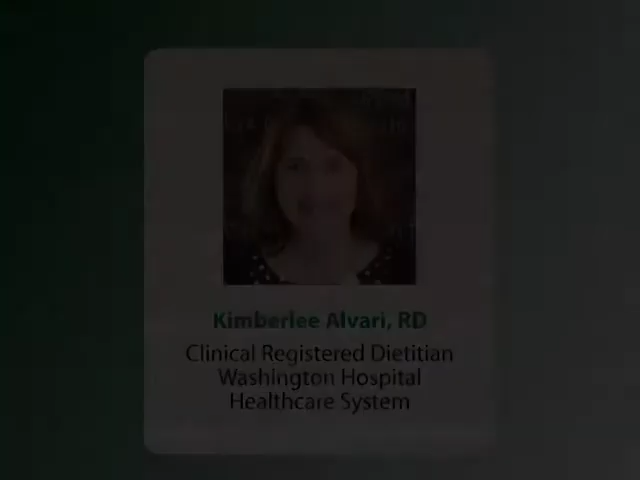 Kimberlee Alvari, RD
Clinical Registered Dietitian
Washington Hospital
Healthcare System